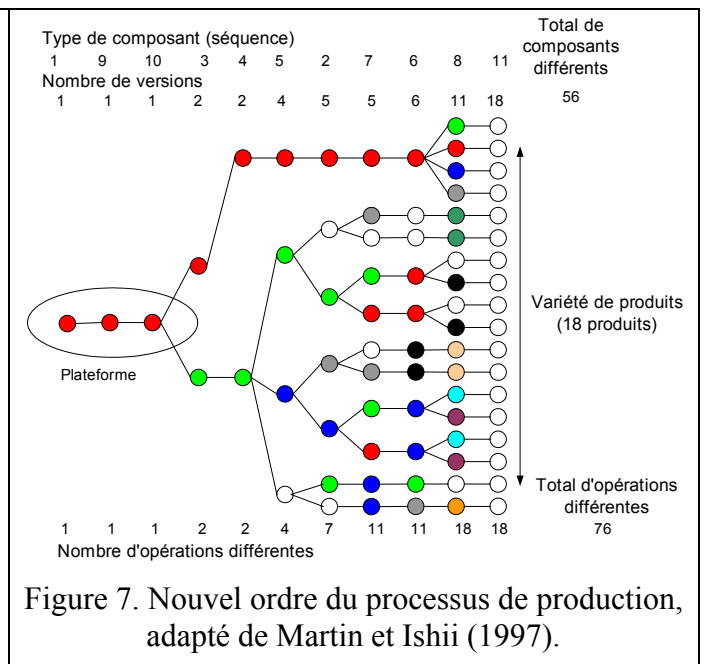 Type de composant (séquence)
1 9 10 3 4 5 2 7 6 8 11
Nombre de versions
1 1 1 2 2 4 5 5 6 11 18
Total de
composants
différents
56
Plateforme
Variété de produits
(18 produits)
Total d'opérations
différentes
76
1 1 1 2 2 4 7 11 11 18 18
Nombre d'opérations différentes
Figure 7. Nouvel ordre du processus de production,
adapté de Martin et Ishii (1997).